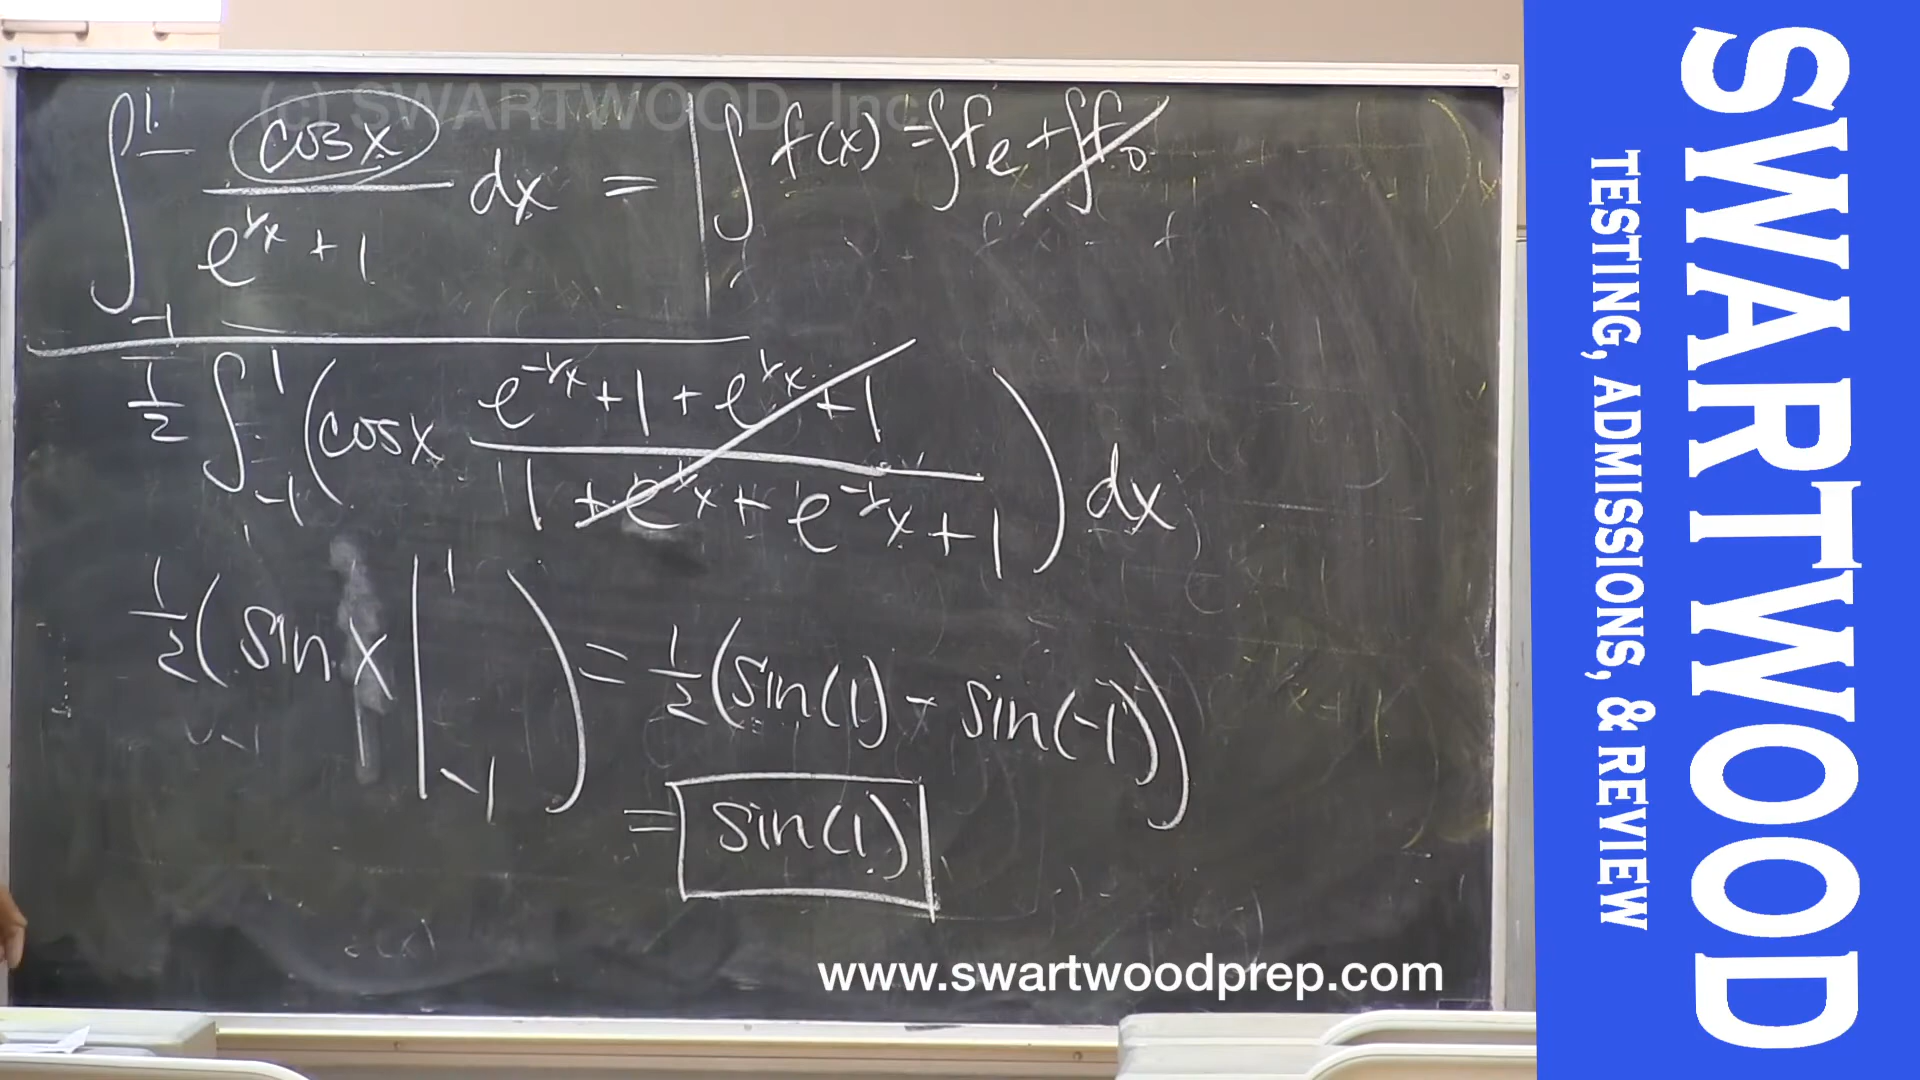 (c) SWARTWOOD, Inc
∫_{-1}^{1} cos x / (e^{1/x} + 1) dx =
∫ f(x) = ∫f_e + ∫f_o
1/2 ∫_{-1}^{1} (cos x (e^{-1/x} + 1 + e^{1/x} + 1) / (1 + e^{1/x} + e^{-1/x} + 1)) dx
1/2 (sin x |_{-1}^{1}) = 1/2 (sin(1) - sin(-1))
= sin(1)
www.swartwoodprep.com
SWARTWOOD
TESTING, ADMISSIONS, & REVIEW